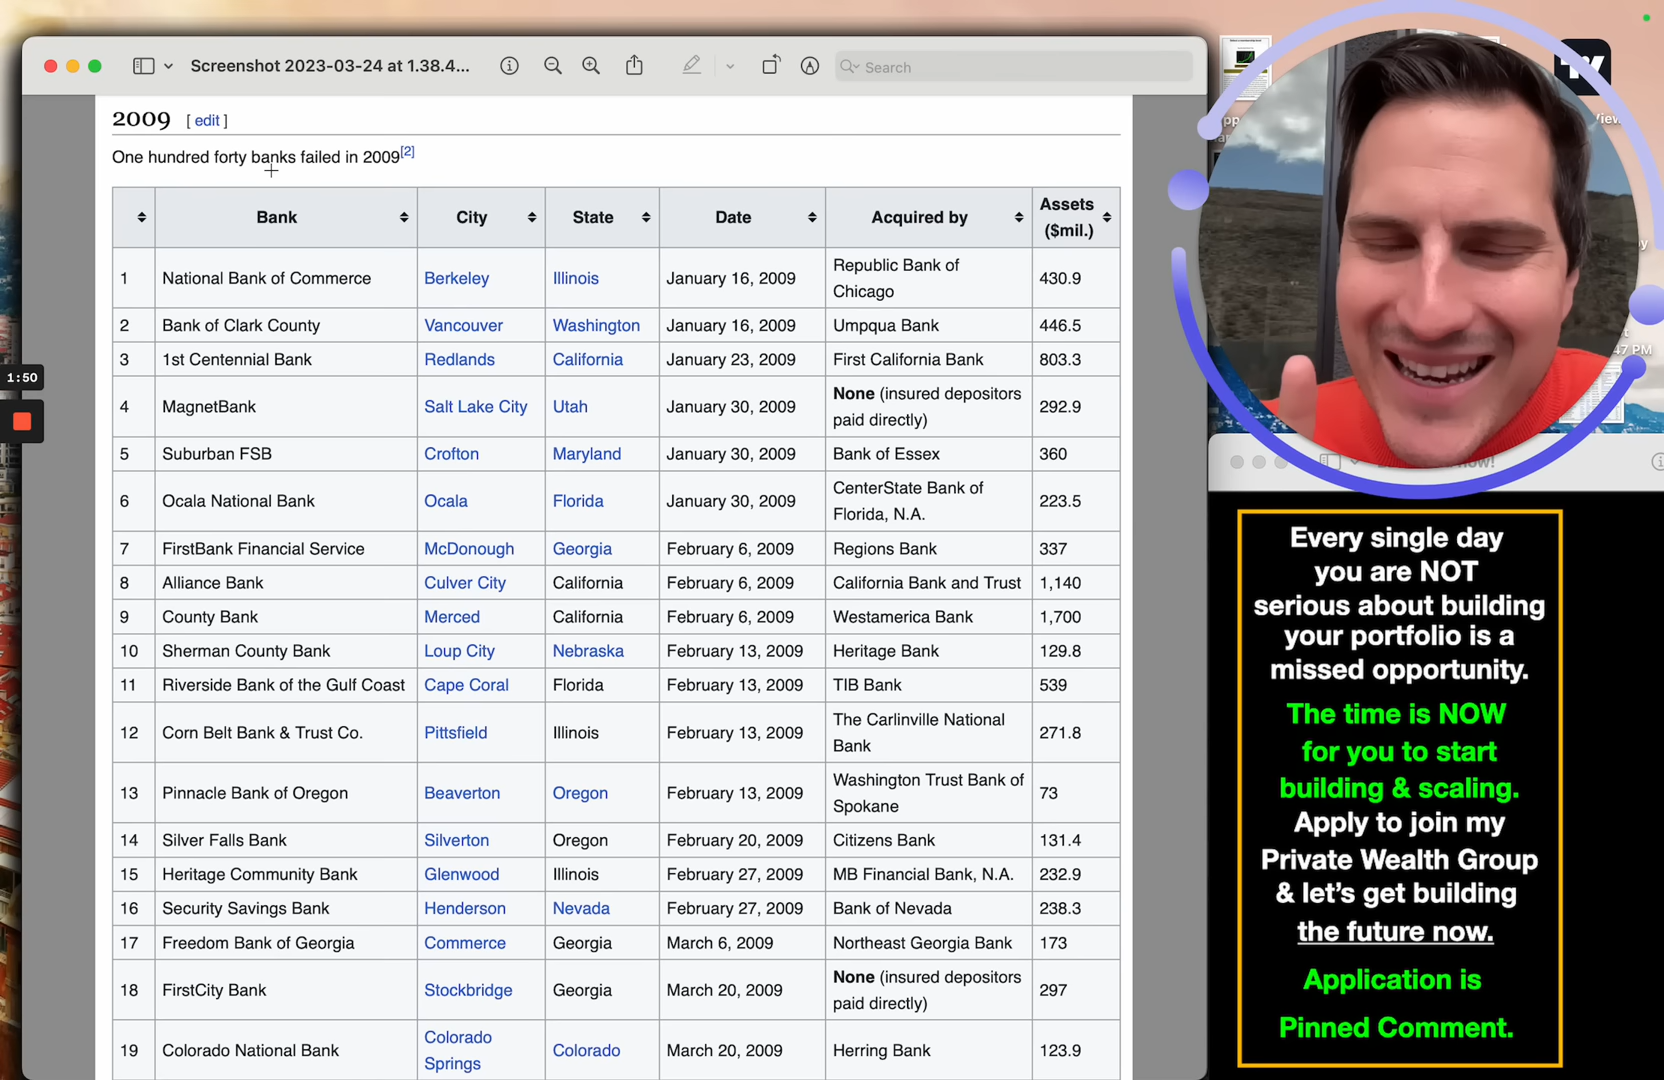 Screenshot 2023-03-24 at 1.38.4...
Search
2009 [ edit ]
One hundred forty banks failed in 2009[2]
Bank City State Date Acquired by Assets ($mil.)
1 National Bank of Commerce Berkeley Illinois January 16, 2009 Republic Bank of Chicago 430.9
2 Bank of Clark County Vancouver Washington January 16, 2009 Umpqua Bank 446.5
3 1st Centennial Bank Redlands California January 23, 2009 First California Bank 803.3
4 MagnetBank Salt Lake City Utah January 30, 2009 None (insured depositors paid directly) 292.9
5 Suburban FSB Crofton Maryland January 30, 2009 Bank of Essex 360
6 Ocala National Bank Ocala Florida January 30, 2009 CenterState Bank of Florida, N.A. 223.5
7 FirstBank Financial Service McDonough Georgia February 6, 2009 Regions Bank 337
8 Alliance Bank Culver City California February 6, 2009 California Bank and Trust 1,140
9 County Bank Merced California February 6, 2009 Westamerica Bank 1,700
10 Sherman County Bank Loup City Nebraska February 13, 2009 Heritage Bank 129.8
11 Riverside Bank of the Gulf Coast Cape Coral Florida February 13, 2009 TIB Bank 539
12 Corn Belt Bank & Trust Co. Pittsfield Illinois February 13, 2009 The Carlinville National Bank 271.8
13 Pinnacle Bank of Oregon Beaverton Oregon February 13, 2009 Washington Trust Bank of Spokane 73
14 Silver Falls Bank Silverton Oregon February 20, 2009 Citizens Bank 131.4
15 Heritage Community Bank Glenwood Illinois February 27, 2009 MB Financial Bank, N.A. 232.9
16 Security Savings Bank Henderson Nevada February 27, 2009 Bank of Nevada 238.3
17 Freedom Bank of Georgia Commerce Georgia March 6, 2009 Northeast Georgia Bank 173
18 FirstCity Bank Stockbridge Georgia March 20, 2009 None (insured depositors paid directly) 297
19 Colorado National Bank Colorado Springs Colorado March 20, 2009 Herring Bank 123.9
1:50
47 PM
Every single day
you are NOT
serious about building
your portfolio is a
missed opportunity.
The time is NOW
for you to start
building & scaling.
Apply to join my
Private Wealth Group
& let's get building
the future now.
Application is
Pinned Comment.